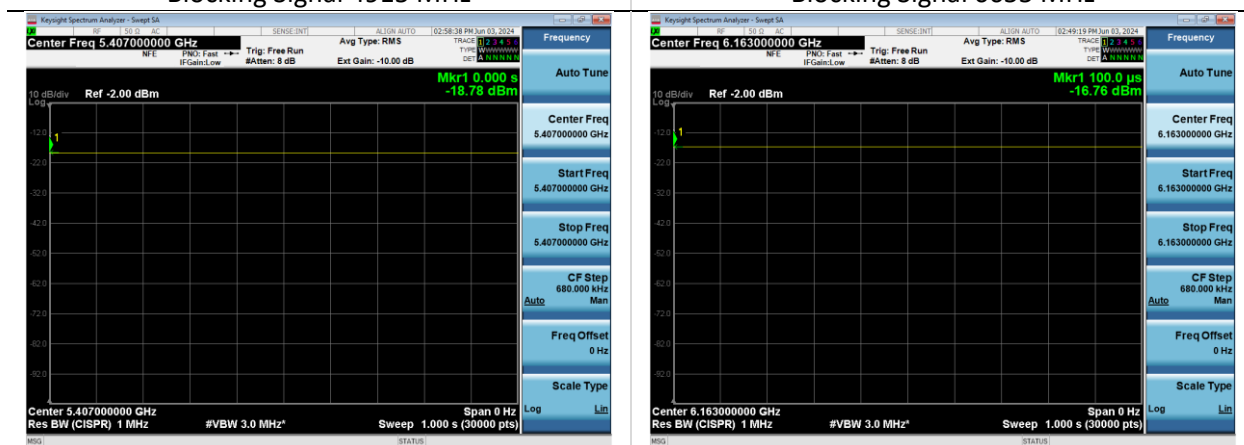 Blocking Signal 4915 MHz
Keysight Spectrum Analyzer - Swept SA
RF 50 Ω AC SENSE:INT ALIGN AUTO 02:58:38 PM Jun 03, 2024
Center Freq 5.407000000 GHz
NFE PNO: Fast IFGain:Low
Trig: Free Run
#Atten: 8 dB
Avg Type: RMS
Ext Gain: -10.00 dB
TRACE 1 2 3 4 5 6
TYPE WWWWWW
DET A N N N N N
Mkr1 0.000 s
-18.78 dBm
10 dB/div Ref -2.00 dBm
Log
1
-12.0
-22.0
-32.0
-42.0
-52.0
-62.0
-72.0
-82.0
-92.0
Center 5.407000000 GHz Span 0 Hz
Res BW (CISPR) 1 MHz #VBW 3.0 MHz* Sweep 1.000 s (30000 pts)
MSG STATUS
Frequency
Auto Tune
Center Freq
5.407000000 GHz
Start Freq
5.407000000 GHz
Stop Freq
5.407000000 GHz
CF Step
680.000 kHz
Auto Man
Freq Offset
0 Hz
Scale Type
Log Lin
Keysight Spectrum Analyzer - Swept SA
RF 50 Ω AC SENSE:INT ALIGN AUTO 02:49:19 PM Jun 03, 2024
Center Freq 6.163000000 GHz
NFE PNO: Fast IFGain:Low
Trig: Free Run
#Atten: 8 dB
Avg Type: RMS
Ext Gain: -10.00 dB
TRACE 1 2 3 4 5 6
TYPE WWWWWW
DET A N N N N N
Mkr1 100.0 µs
-16.76 dBm
10 dB/div Ref -2.00 dBm
Log
1
-12.0
-22.0
-32.0
-42.0
-52.0
-62.0
-72.0
-82.0
-92.0
Center 6.163000000 GHz Span 0 Hz
Res BW (CISPR) 1 MHz #VBW 3.0 MHz* Sweep 1.000 s (30000 pts)
MSG STATUS
Frequency
Auto Tune
Center Freq
6.163000000 GHz
Start Freq
6.163000000 GHz
Stop Freq
6.163000000 GHz
CF Step
680.000 kHz
Auto Man
Freq Offset
0 Hz
Scale Type
Log Lin